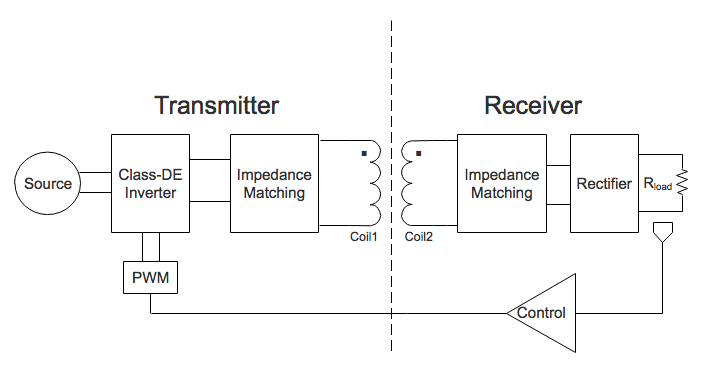 Transmitter
Receiver
Source
Class-DE
Inverter
Impedance
Matching
Impedance
Matching
Rectifier
Rload
Coil1
Coil2
PWM
Control